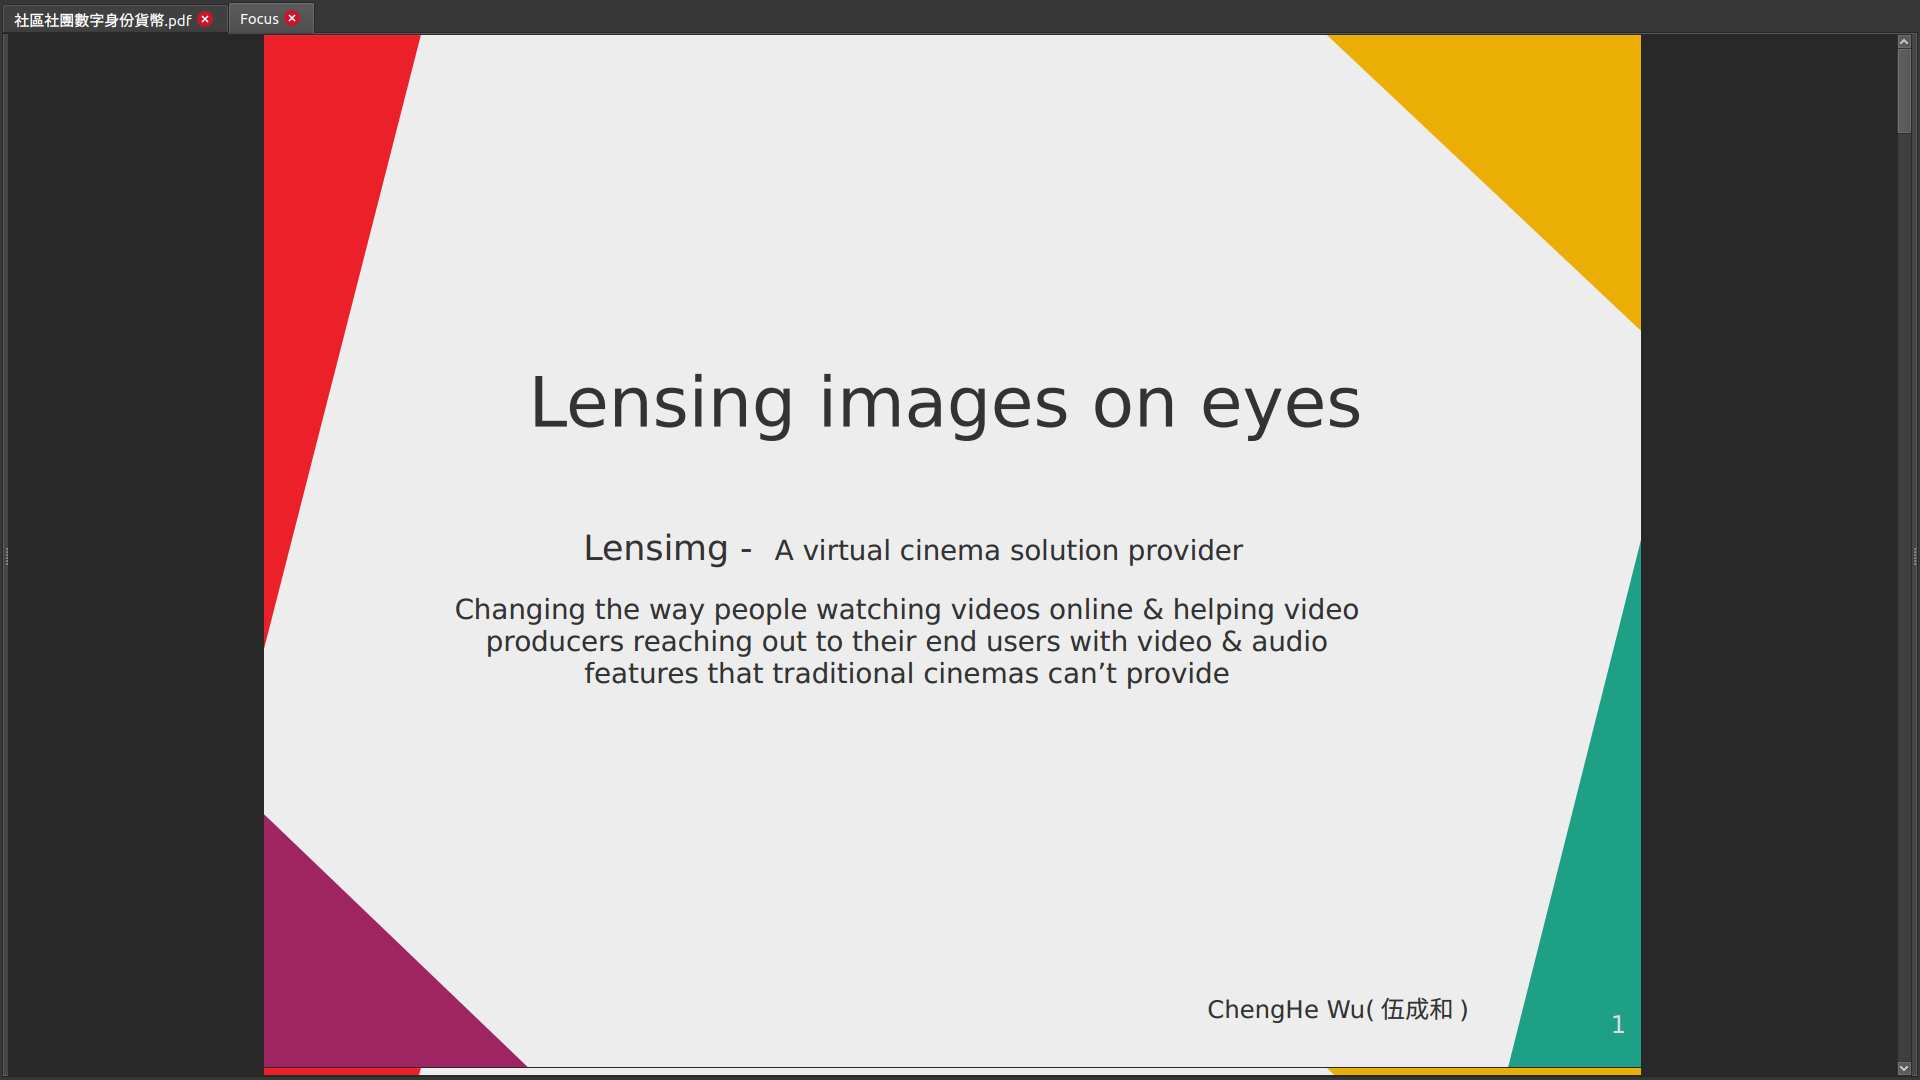 社區社團數字身份貨幣.pdf
Focus
Lensing images on eyes
Lensimg - A virtual cinema solution provider
Changing the way people watching videos online & helping video
producers reaching out to their end users with video & audio
features that traditional cinemas can’t provide
ChengHe Wu( 伍成和 )
1